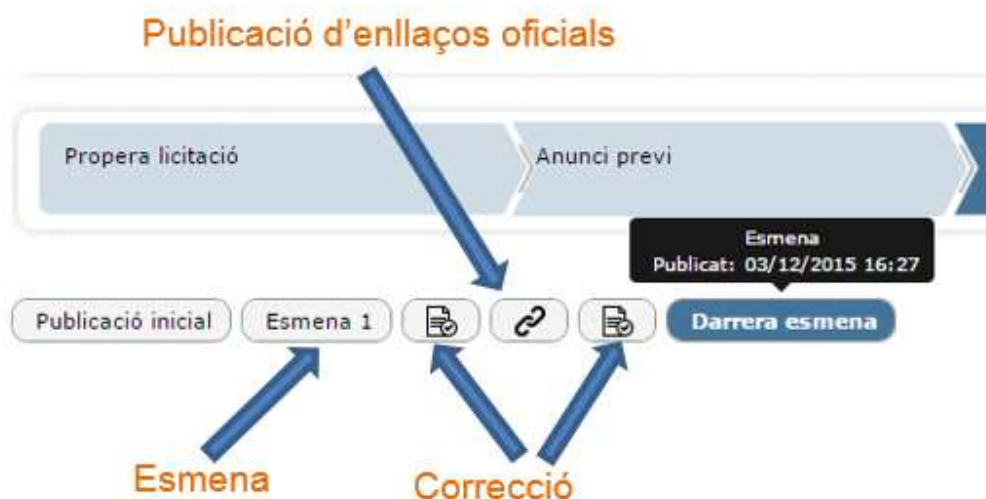 Publicació d'enllaços oficials
Propera licitació
Anunci previ
Esmena
Publicat: 03/12/2015 16:27
Publicació inicial
Esmena 1
Darrera esmena
Esmena
Correcció